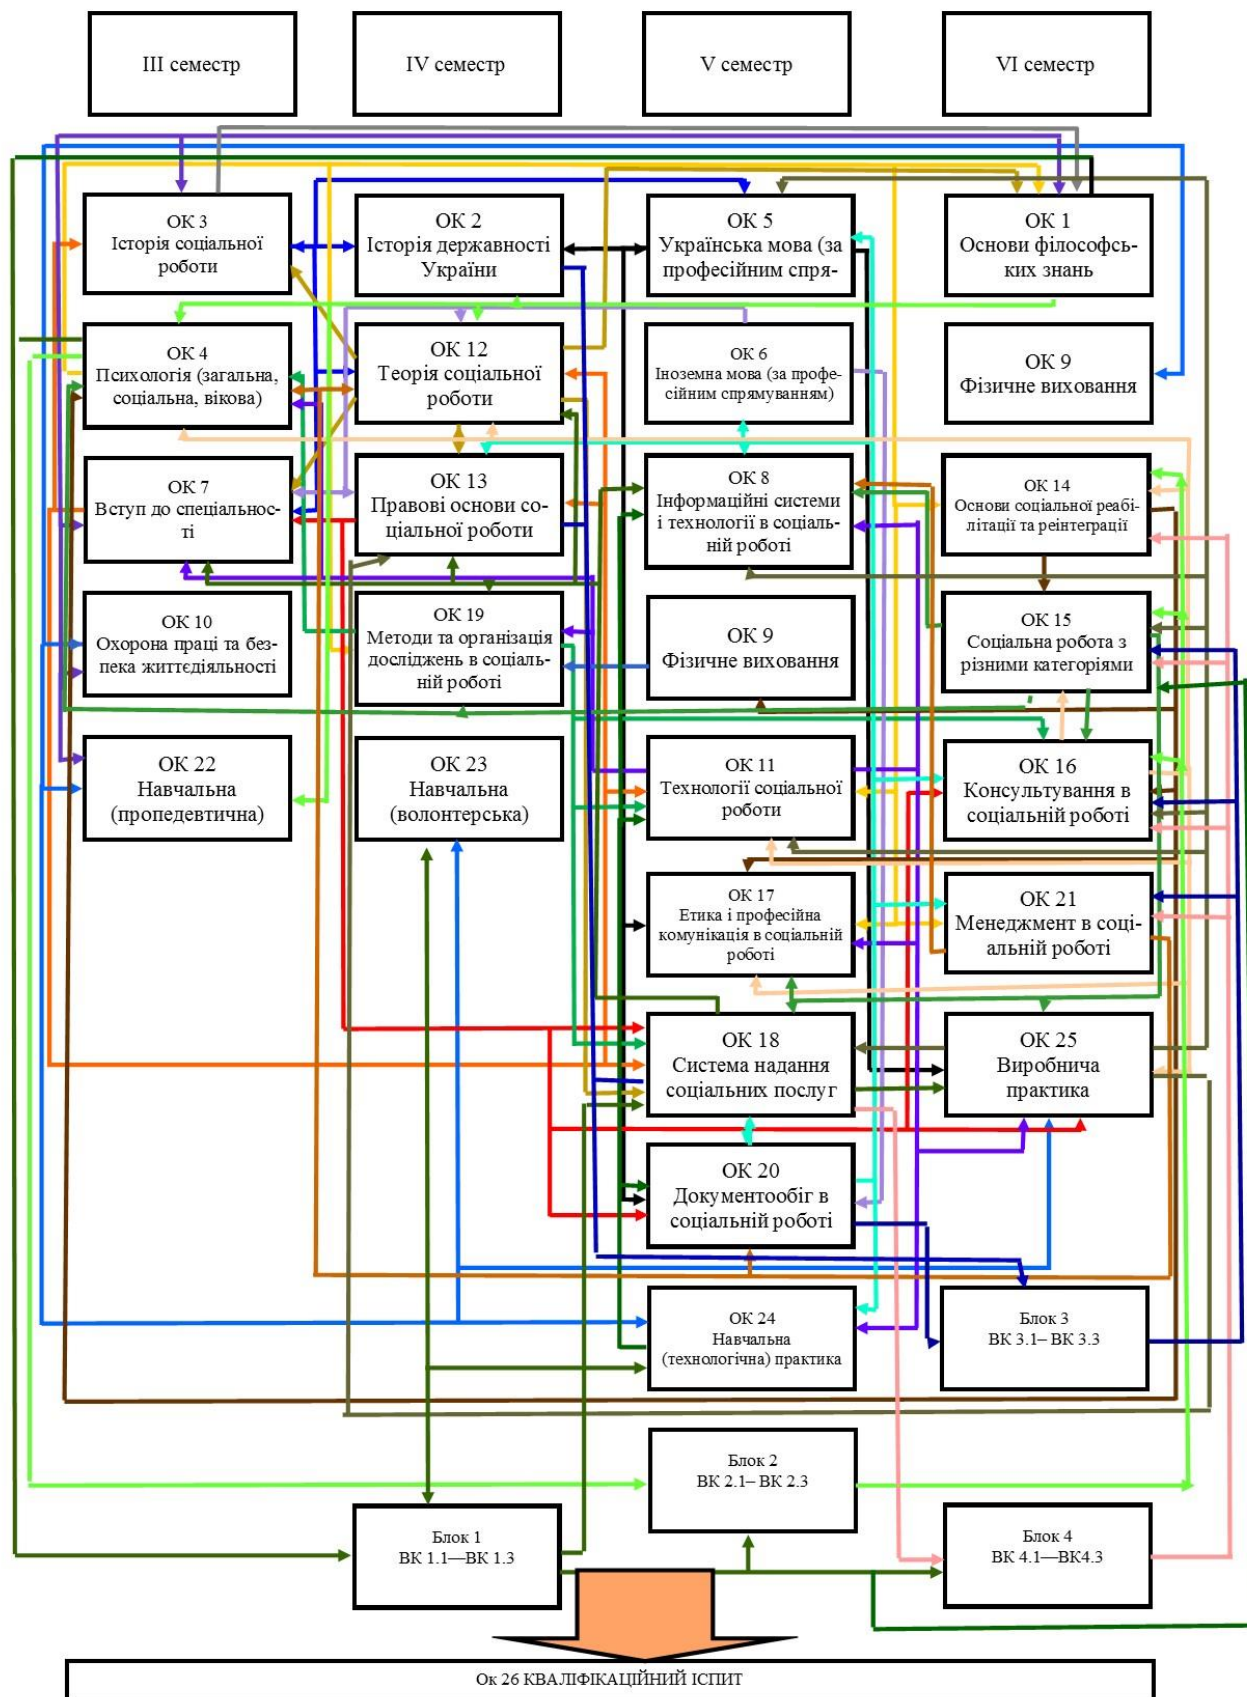 III семестр
IV семестр
V семестр
VI семестр
ОК 3
Історія соціальної
роботи
ОК 2
Історія державності
України
ОК 5
Українська мова (за
професійним спря-
ОК 1
Основи філософсь-
ких знань
ОК 4
Психологія (загальна,
соціальна, вікова)
ОК 12
Теорія соціальної
роботи
ОК 6
Іноземна мова (за профе-
сійним спрямуванням)
ОК 9
Фізичне виховання
ОК 7
Вступ до спеціальнос-
ті
ОК 13
Правові основи со-
ціальної роботи
ОК 8
Інформаційні системи
і технології в соціаль-
ній роботі
ОК 14
Основи соціальної реабі-
літації та реінтеграції
ОК 10
Охорона праці та без-
пека життєдіяльності
ОК 19
Методи та організація
досліджень в соціаль-
ній роботі
ОК 9
Фізичне виховання
ОК 15
Соціальна робота з
різними категоріями
ОК 22
Навчальна
(пропедевтична)
ОК 23
Навчальна
(волонтерська)
ОК 11
Технології соціальної
роботи
ОК 16
Консультування в
соціальній роботі
ОК 17
Етика і професійна
комунікація в соціальній
роботі
ОК 21
Менеджмент в соці-
альній роботі
ОК 18
Система надання
соціальних послуг
ОК 25
Виробнича
практика
ОК 20
Документообіг в
соціальній роботі
ОК 24
Навчальна
(технологічна) практика
Блок 3
ВК 3.1– ВК 3.3
Блок 2
ВК 2.1– ВК 2.3
Блок 1
ВК 1.1—ВК 1.3
Блок 4
ВК 4.1—ВК4.3
Ок 26 КВАЛІФІКАЦІЙНИЙ ІСПИТ